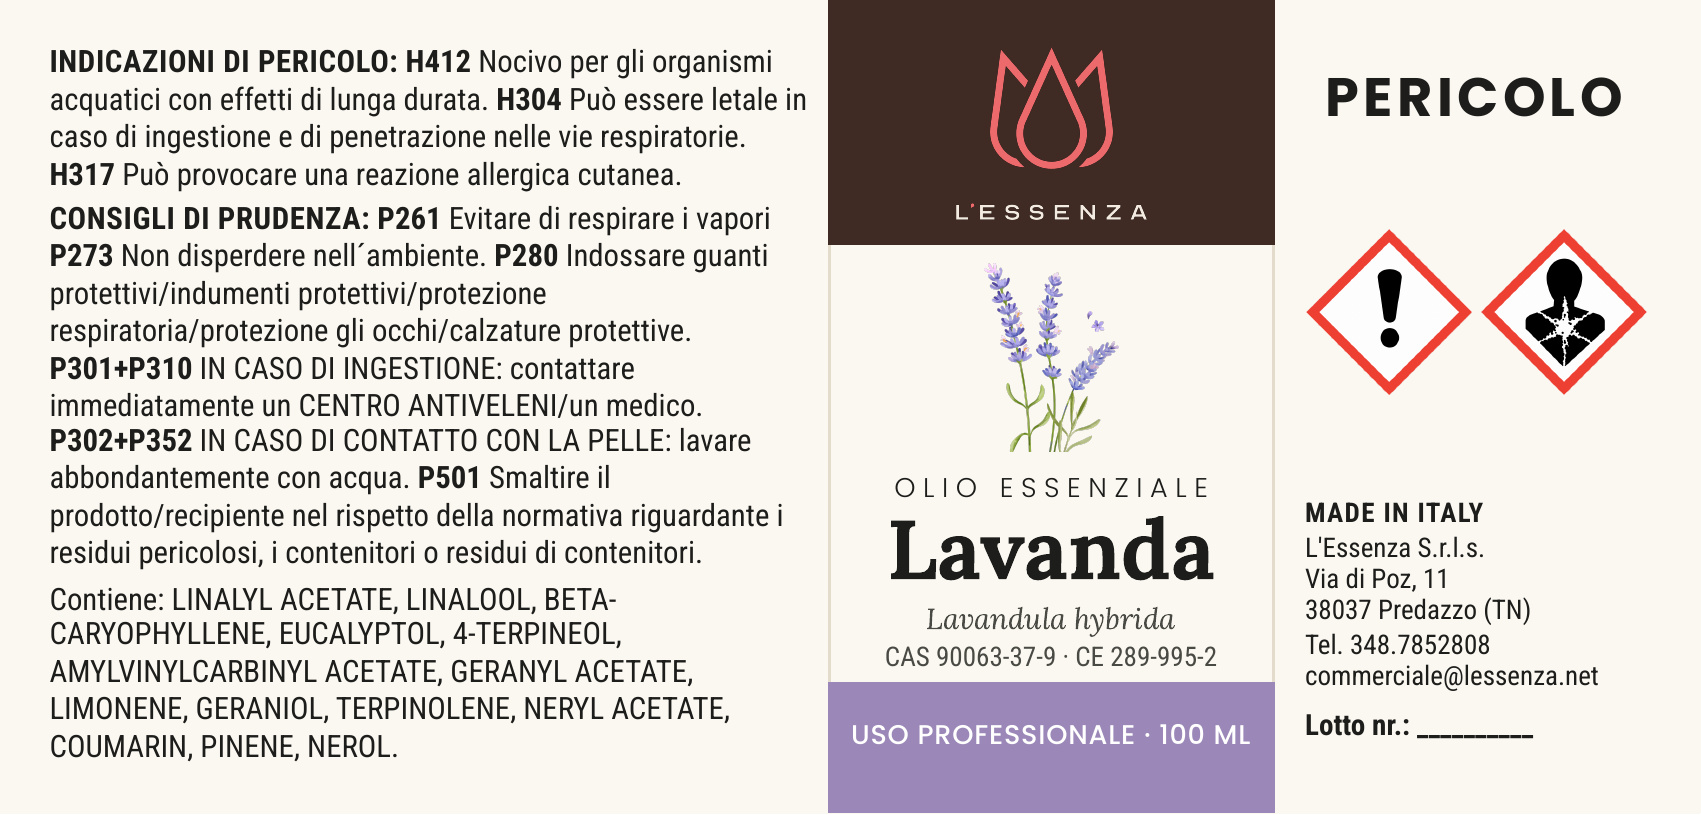 INDICAZIONI DI PERICOLO: H412 Nocivo per gli organismi
acquatici con effetti di lunga durata. H304 Può essere letale in
caso di ingestione e di penetrazione nelle vie respiratorie.
H317 Può provocare una reazione allergica cutanea.
CONSIGLI DI PRUDENZA: P261 Evitare di respirare i vapori
P273 Non disperdere nell´ambiente. P280 Indossare guanti
protettivi/indumenti protettivi/protezione
respiratoria/protezione gli occhi/calzature protettive.
P301+P310 IN CASO DI INGESTIONE: contattare
immediatamente un CENTRO ANTIVELENI/un medico.
P302+P352 IN CASO DI CONTATTO CON LA PELLE: lavare
abbondantemente con acqua. P501 Smaltire il
prodotto/recipiente nel rispetto della normativa riguardante i
residui pericolosi, i contenitori o residui di contenitori.
Contiene: LINALYL ACETATE, LINALOOL, BETA-
CARYOPHYLLENE, EUCALYPTOL, 4-TERPINEOL,
AMYLVINYLCARBINYL ACETATE, GERANYL ACETATE,
LIMONENE, GERANIOL, TERPINOLENE, NERYL ACETATE,
COUMARIN, PINENE, NEROL.
L'ESSENZA
OLIO ESSENZIALE
Lavanda
Lavandula hybrida
CAS 90063-37-9 · CE 289-995-2
USO PROFESSIONALE · 100 ML
PERICOLO
MADE IN ITALY
L'Essenza S.r.l.s.
Via di Poz, 11
38037 Predazzo (TN)
Tel. 348.7852808
commerciale@lessenza.net
Lotto nr.: __________